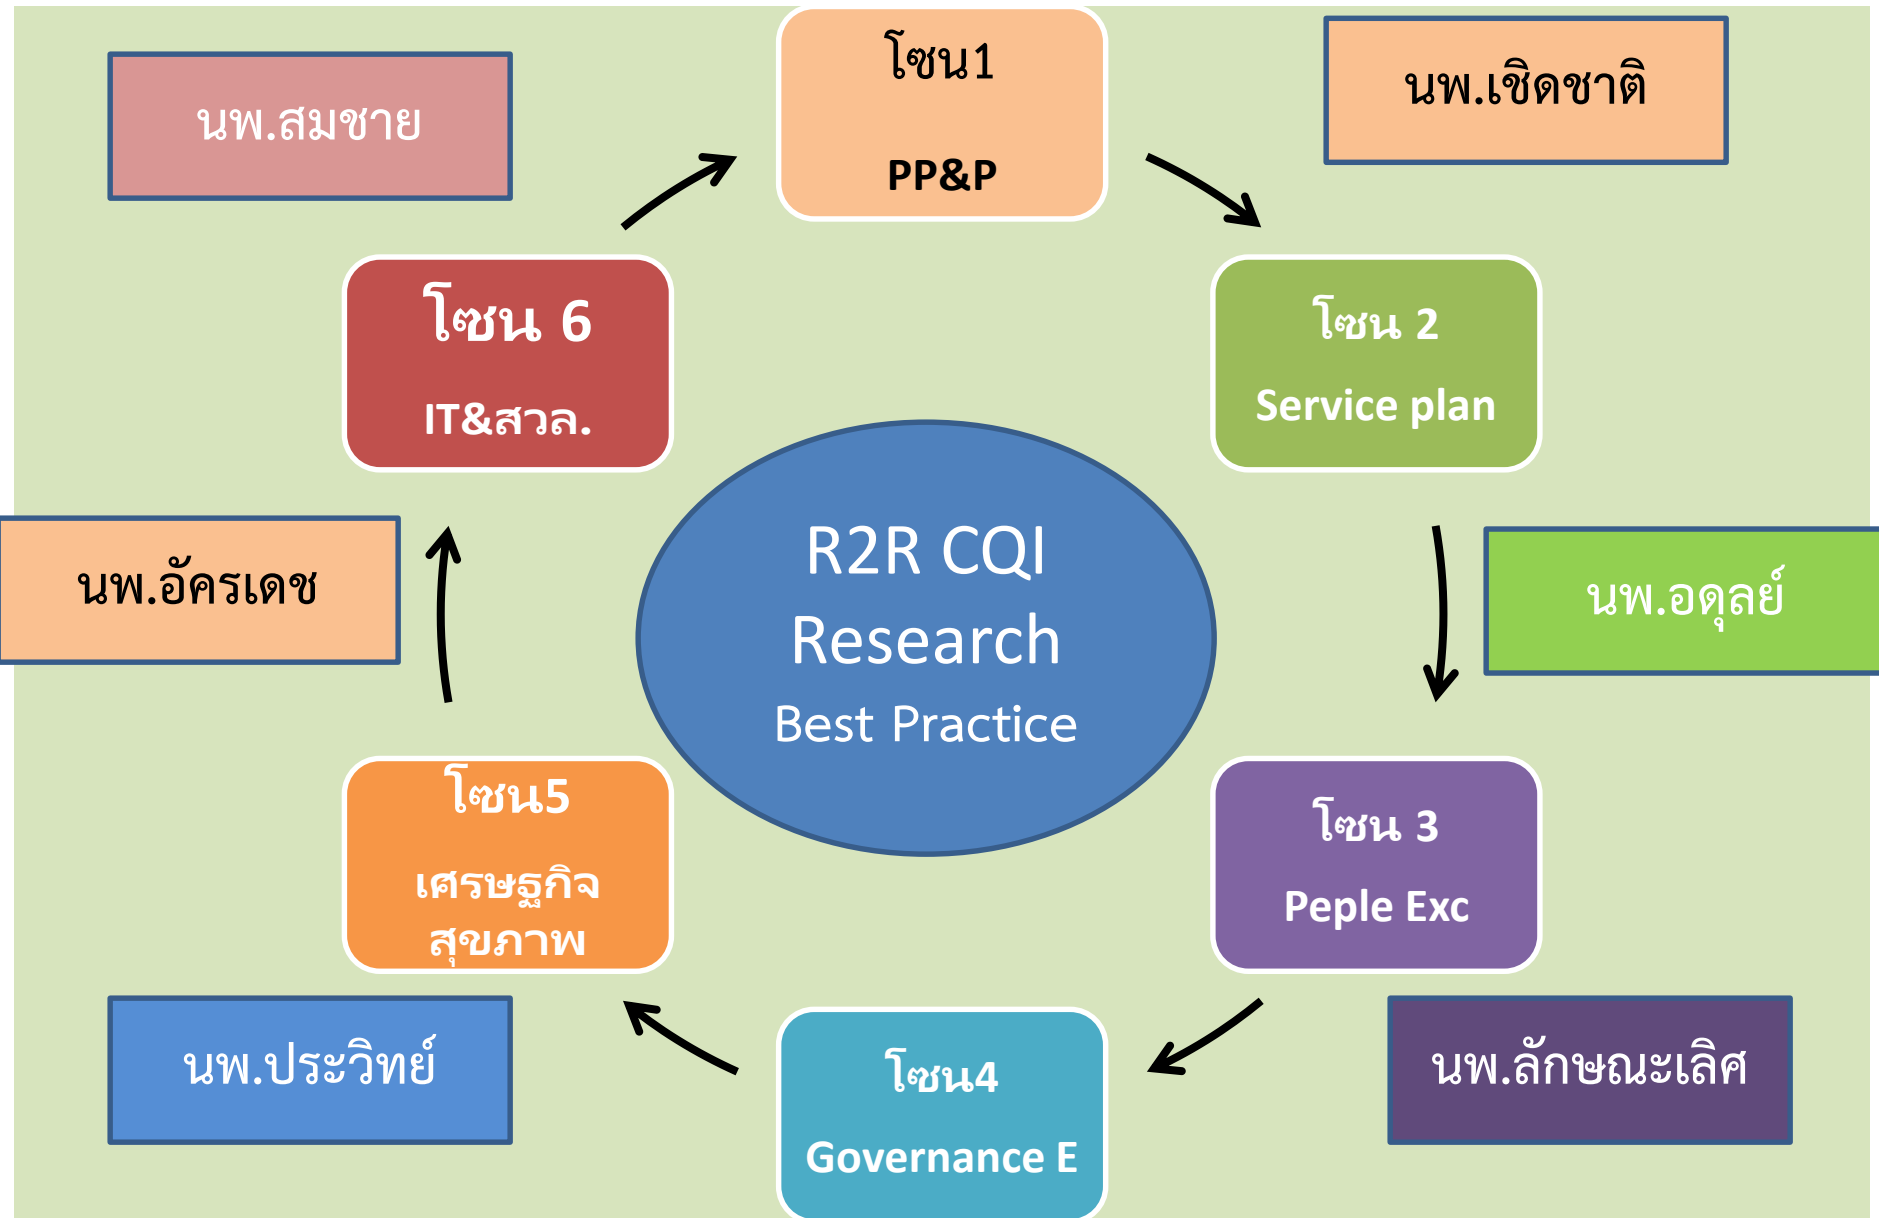 โซน1
PP&P
นพ.เชิดชาติ
นพ.สมชาย
โซน 6
IT&สวล.
โซน 2
Service plan
R2R CQI
Research
Best Practice
นพ.อัครเดช
นพ.อดุลย์
โซน5
เศรษฐกิจ
สุขภาพ
โซน 3
Peple Exc
นพ.ประวิทย์
โซน4
Governance E
นพ.ลักษณะเลิศ